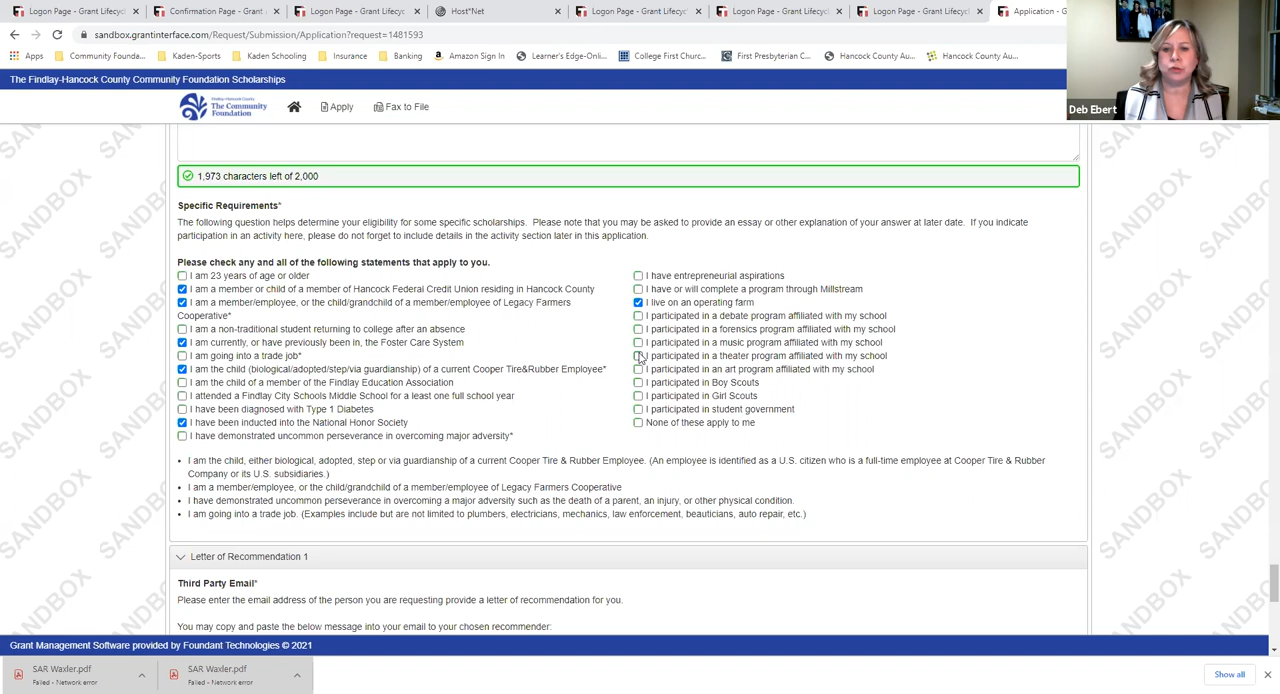 Logon Page - Grant Lifecyc
Confirmation Page - Grant
Logon Page - Grant Lifecyc
Host*Net
Logon Page - Grant Lifecyc
Logon Page - Grant Lifecyc
Logon Page - Grant Lifecyc
Application - G
sandbox.grantinterface.com/Request/Submission/Application?request=1481593
Apps
Community Founda...
Kaden-Sports
Kaden Schooling
Insurance
Banking
Amazon Sign In
Learner's Edge-Onli...
College First Churc...
First Presbyterian C...
Hancock County Au...
Hancock County Au...
Deb Ebert
The Findlay-Hancock County Community Foundation Scholarships
Findlay-Hancock County
The Community
Foundation
Apply
Fax to File
1,973 characters left of 2,000
Specific Requirements*
The following question helps determine your eligibility for some specific scholarships. Please note that you may be asked to provide an essay or other explanation of your answer at later date. If you indicate
participation in an activity here, please do not forget to include details in the activity section later in this application.
Please check any and all of the following statements that apply to you.
I am 23 years of age or older
I am a member or child of a member of Hancock Federal Credit Union residing in Hancock County
I am a member/employee, or the child/grandchild of a member/employee of Legacy Farmers
Cooperative*
I am a non-traditional student returning to college after an absence
I am currently, or have previously been in, the Foster Care System
I am going into a trade job*
I am the child (biological/adopted/step/via guardianship) of a current Cooper Tire&Rubber Employee*
I am the child of a member of the Findlay Education Association
I attended a Findlay City Schools Middle School for a least one full school year
I have been diagnosed with Type 1 Diabetes
I have been inducted into the National Honor Society
I have demonstrated uncommon perseverance in overcoming major adversity*
I have entrepreneurial aspirations
I have or will complete a program through Millstream
I live on an operating farm
I participated in a debate program affiliated with my school
I participated in a forensics program affiliated with my school
I participated in a music program affiliated with my school
I participated in a theater program affiliated with my school
I participated in an art program affiliated with my school
I participated in Boy Scouts
I participated in Girl Scouts
I participated in student government
None of these apply to me
• I am the child, either biological, adopted, step or via guardianship of a current Cooper Tire & Rubber Employee. (An employee is identified as a U.S. citizen who is a full-time employee at Cooper Tire & Rubber
Company or its U.S. subsidiaries.)
• I am a member/employee, or the child/grandchild of a member/employee of Legacy Farmers Cooperative
• I have demonstrated uncommon perseverance in overcoming a major adversity such as the death of a parent, an injury, or other physical condition.
• I am going into a trade job. (Examples include but are not limited to plumbers, electricians, mechanics, law enforcement, beauticians, auto repair, etc.)
Letter of Recommendation 1
Third Party Email*
Please enter the email address of the person you are requesting provide a letter of recommendation for you.
You may copy and paste the below message into your email to your chosen recommender:
SANDBOX
SANDBOX
SANDBOX
SANDBOX
SANDBOX
SANDBOX
SANDBOX
SANDBOX
Grant Management Software provided by Foundant Technologies © 2021
SAR Waxler.pdf
Failed - Network error
SAR Waxler.pdf
Failed - Network error
Show all